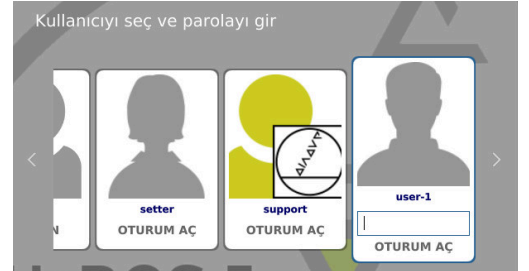 Kullanıcıyı seç ve parolayı gir
setter
support
user-1
OTURUM AÇ
OTURUM AÇ
OTURUM AÇ